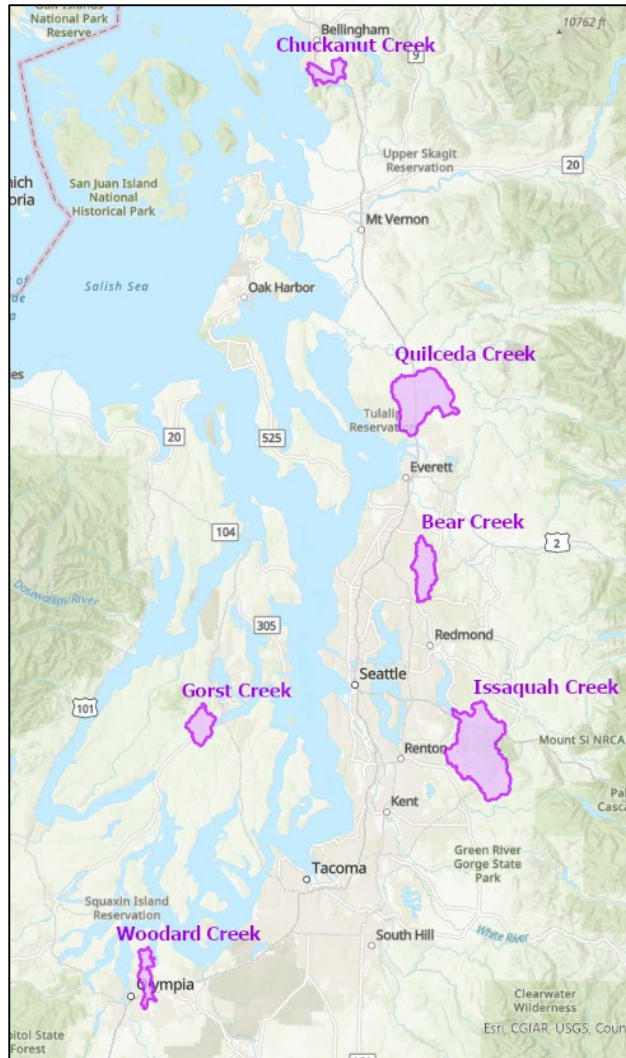 National Park
Reserve
Bellingham
10762 ft
Chuckanut Creek
9
Upper Skagit
Reservation
20
San Juan Island
National
Historical Park
Mt Vernon
Salish Sea
Oak Harbor
Quilceda Creek
Tulalip
Reservation
20
525
Everett
Bear Creek
104
2
Dosewallips River
305
Redmond
Seattle
Gorst Creek
Issaquah Creek
101
Mount SI NRCA
Renton
Kent
Green River
Gorge State
Park
Tacoma
Squaxin Island
Reservation
Woodard Creek
South Hill
White River
Olympia
Clearwater
Wilderness
Esri, CGIAR, USGS, Coun